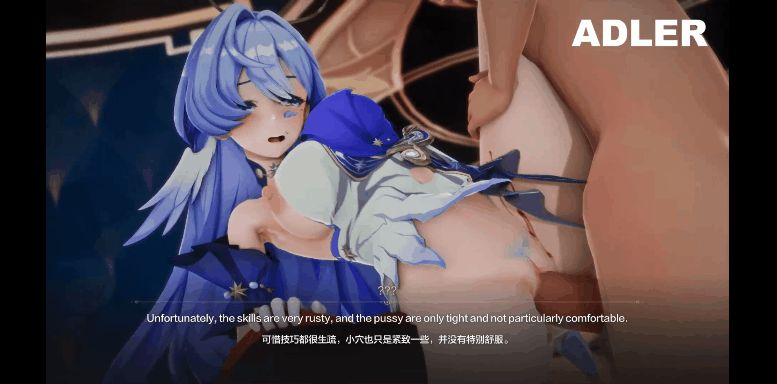 ADLER
???
Unfortunately, the skills are very rusty, and the pussy are only tight and not particularly comfortable.
可惜技巧都很生疏，小穴也只是紧致一些，并没有特别舒服。